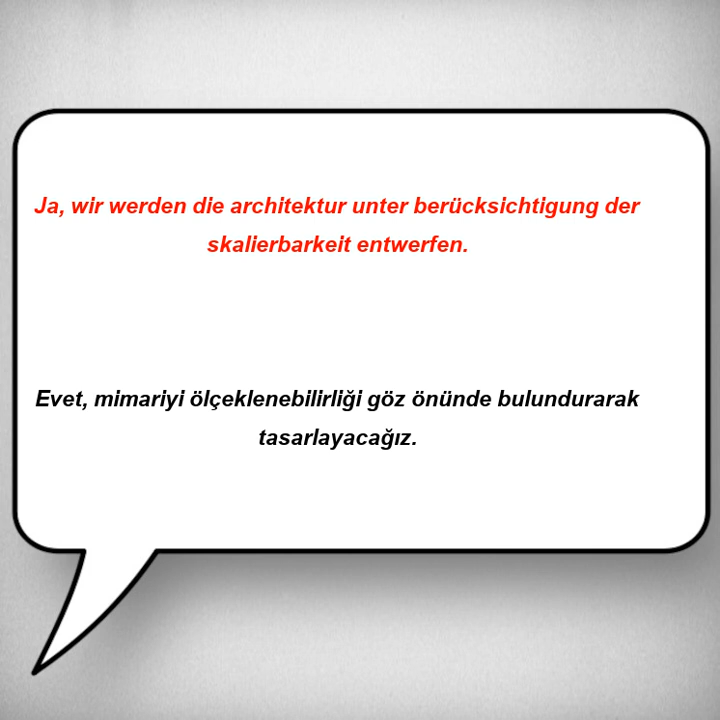 Ja, wir werden die architektur unter berücksichtigung der
skalierbarkeit entwerfen.
Evet, mimariyi ölçeklenebilirliği göz önünde bulundurarak
tasarlayacağız.